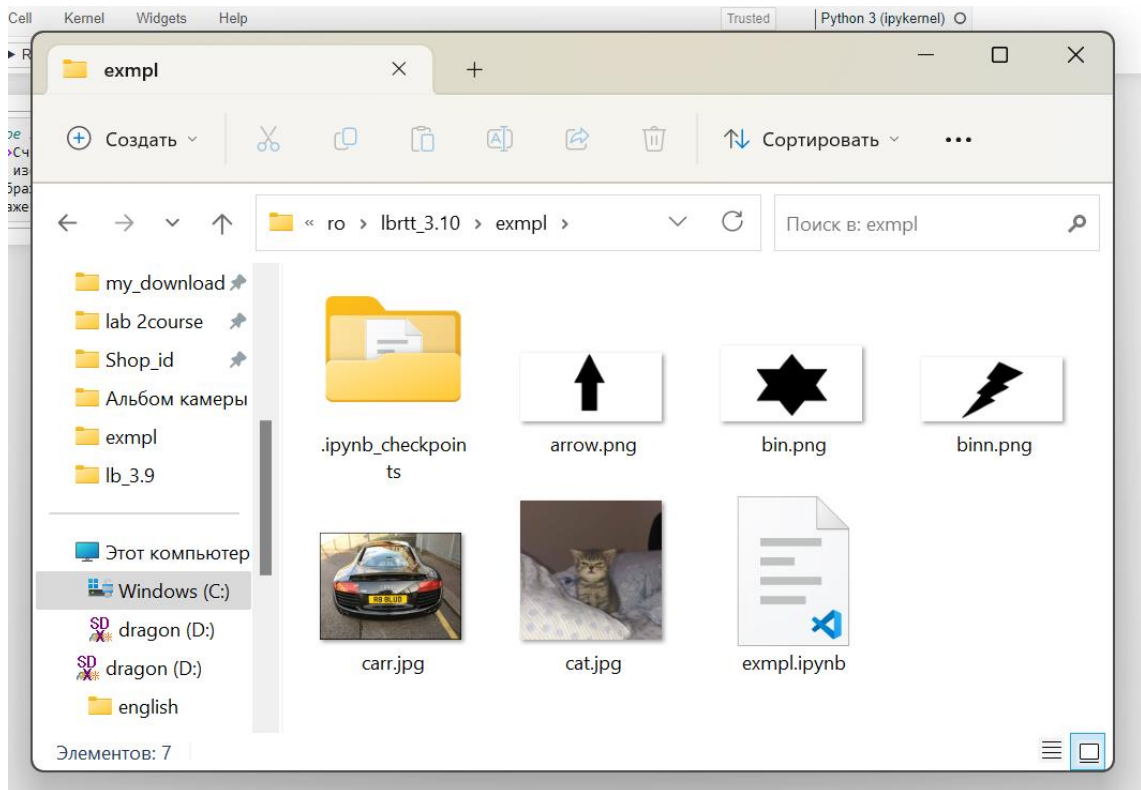 Cell Kernel Widgets Help Trusted Python 3 (ipykernel)
exmpl
Создать Сортировать
« ro > lbrtt_3.10 > exmpl > Поиск в: exmpl
my_download
lab 2course
Shop_id
Альбом камеры
exmpl
lb_3.9
Этот компьютер
Windows (C:)
dragon (D:)
dragon (D:)
english
.ipynb_checkpoin
ts
arrow.png
bin.png
binn.png
carr.jpg
R8 BLUD
cat.jpg
exmpl.ipynb
Элементов: 7